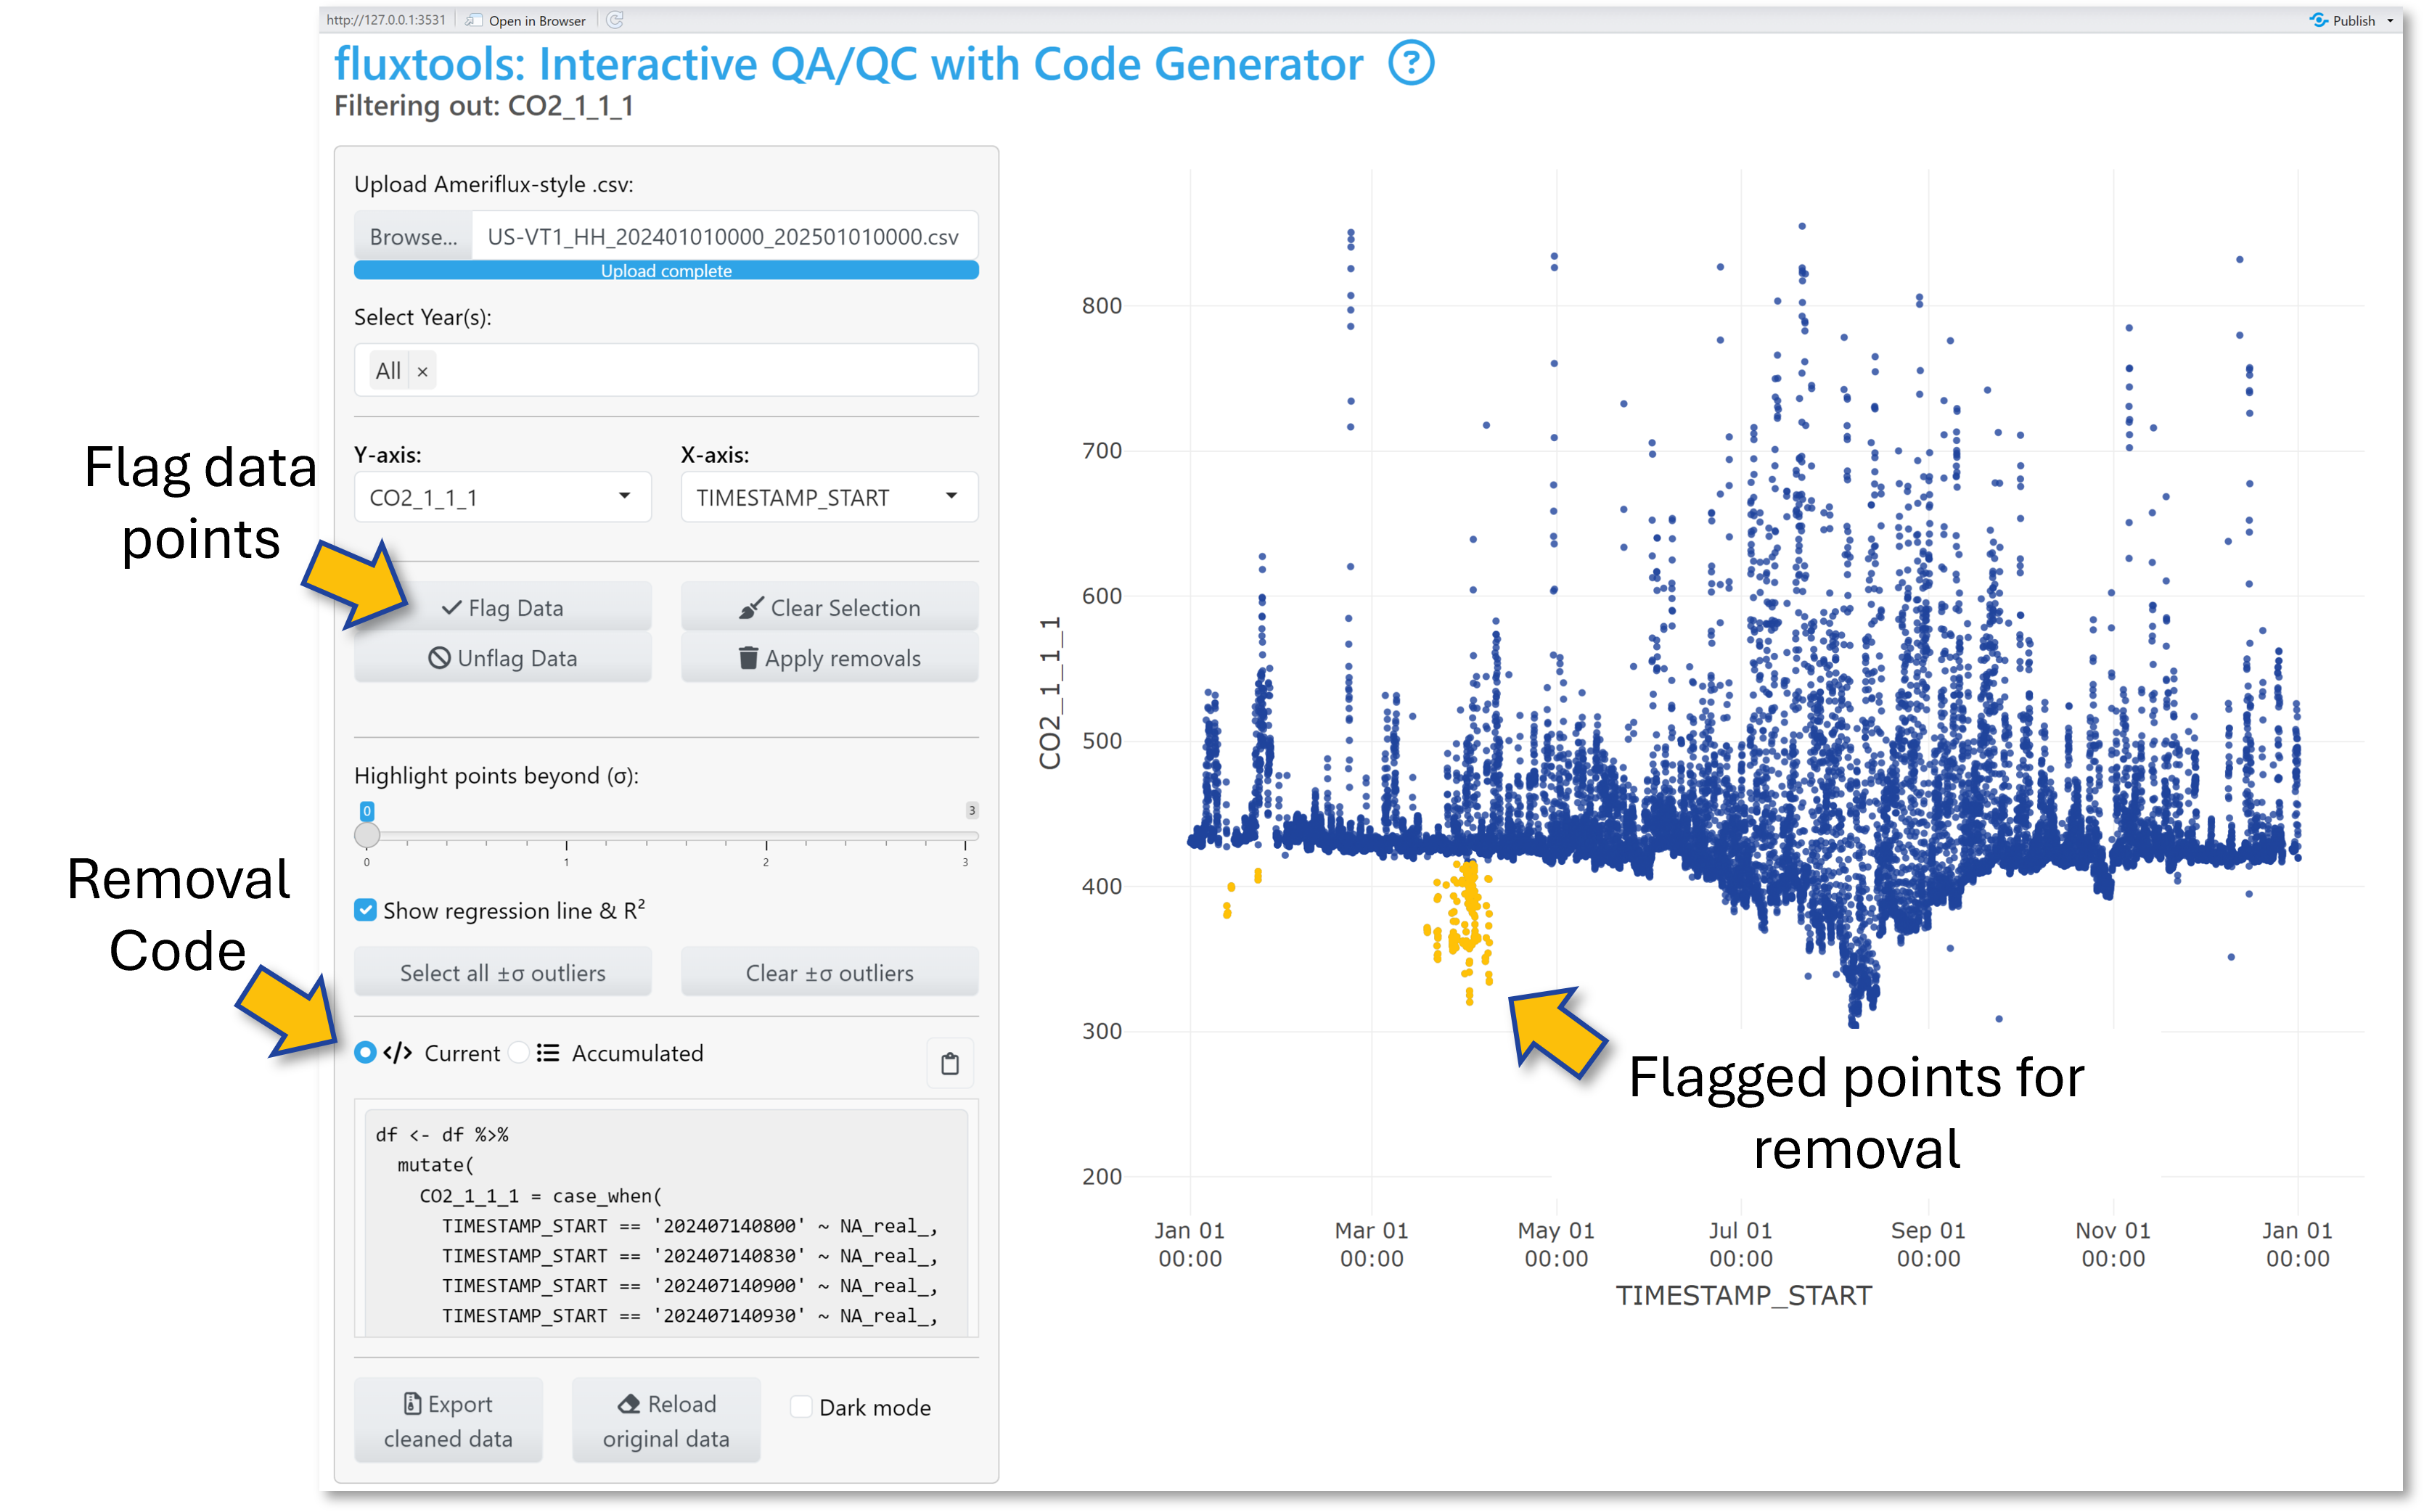 http://127.0.0.1:3531
Open in Browser
Publish
fluxtools: Interactive QA/QC with Code Generator ?
Filtering out: CO2_1_1_1
Upload Ameriflux-style .csv:
Browse... US-VT1_HH_202401010000_202501010000.csv
Upload complete
Select Year(s):
All ×
Y-axis: X-axis:
CO2_1_1_1 TIMESTAMP_START
Flag Data Clear Selection
Unflag Data Apply removals
Highlight points beyond (σ):
0 3
0 1 2 3
Show regression line & R²
Select all ±σ outliers Clear ±σ outliers
</> Current Accumulated
df <- df %>%
mutate(
CO2_1_1_1 = case_when(
TIMESTAMP_START == '202407140800' ~ NA_real_,
TIMESTAMP_START == '202407140830' ~ NA_real_,
TIMESTAMP_START == '202407140900' ~ NA_real_,
TIMESTAMP_START == '202407140930' ~ NA_real_,
Export
cleaned data
Reload
original data
Dark mode
Flag data
points
Removal
Code
CO2_1_1_1
800
700
600
500
400
300
200
Flagged points for
removal
Jan 01 Mar 01 May 01 Jul 01 Sep 01 Nov 01 Jan 01
00:00 00:00 00:00 00:00 00:00 00:00 00:00
TIMESTAMP_START